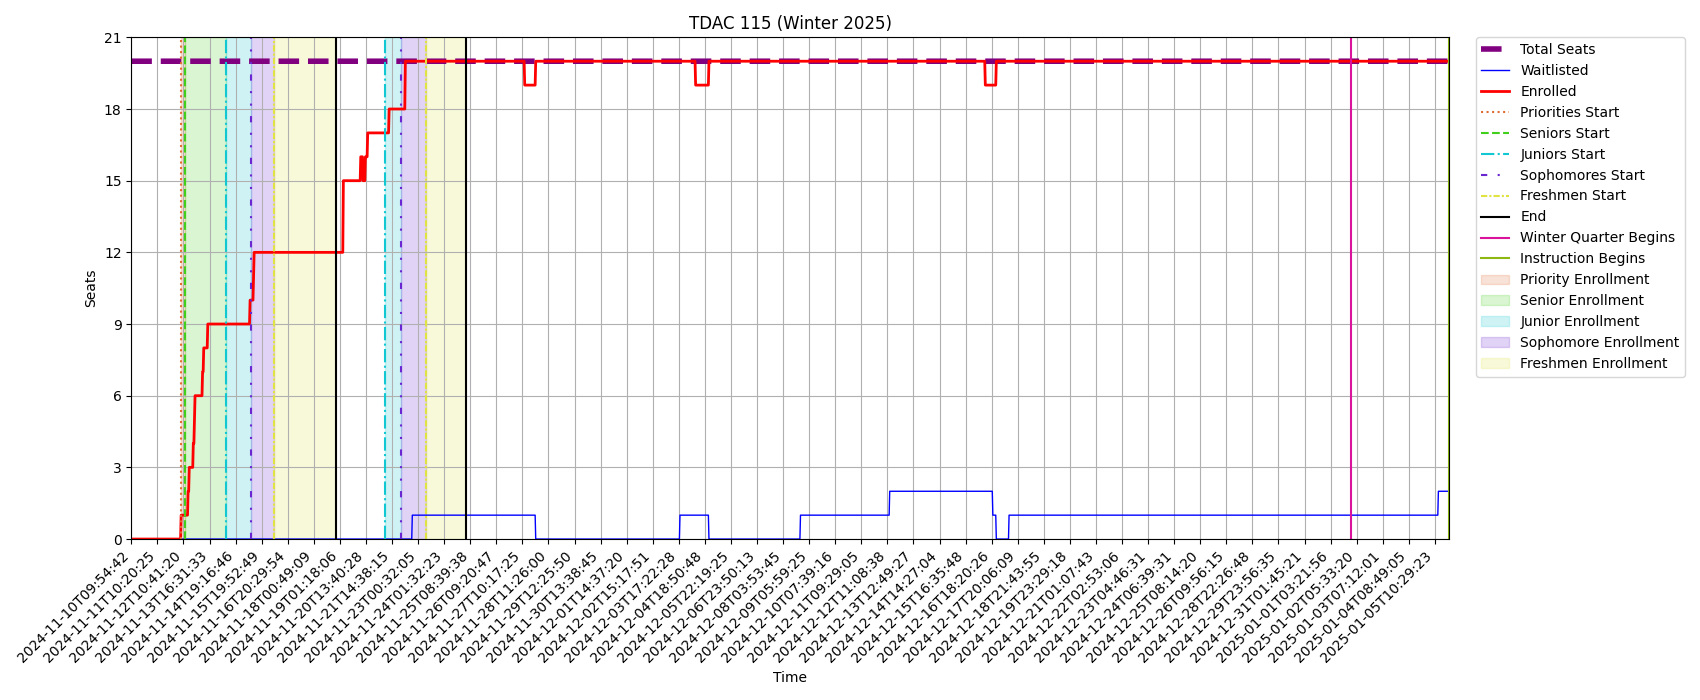 TDAC 115 (Winter 2025)
21
18
15
12
9
6
3
0
Seats
2024-11-10T09:54:42
2024-11-11T10:20:25
2024-11-12T10:41:20
2024-11-13T16:31:33
2024-11-14T19:16:46
2024-11-15T19:52:49
2024-11-16T20:29:54
2024-11-18T00:49:09
2024-11-19T01:18:06
2024-11-20T13:40:28
2024-11-21T14:38:15
2024-11-23T00:32:05
2024-11-24T01:32:23
2024-11-25T08:39:38
2024-11-26T09:20:47
2024-11-27T10:17:25
2024-11-28T11:26:00
2024-11-29T12:25:50
2024-11-30T13:38:45
2024-12-01T14:37:20
2024-12-02T15:17:51
2024-12-03T17:22:28
2024-12-04T18:50:48
2024-12-05T22:19:25
2024-12-06T23:50:13
2024-12-08T03:53:45
2024-12-09T05:59:25
2024-12-10T07:39:16
2024-12-11T09:29:05
2024-12-12T11:08:38
2024-12-13T12:49:27
2024-12-14T14:27:04
2024-12-15T16:35:48
2024-12-16T18:20:26
2024-12-17T20:06:09
2024-12-18T21:43:55
2024-12-19T23:29:18
2024-12-21T01:07:43
2024-12-22T02:53:06
2024-12-23T04:46:31
2024-12-24T06:39:31
2024-12-25T08:14:20
2024-12-26T09:56:15
2024-12-28T22:26:48
2024-12-29T23:56:35
2024-12-31T01:45:21
2025-01-01T03:21:56
2025-01-02T05:33:20
2025-01-03T07:12:01
2025-01-04T08:49:05
2025-01-05T10:29:23
Time
Total Seats
Waitlisted
Enrolled
Priorities Start
Seniors Start
Juniors Start
Sophomores Start
Freshmen Start
End
Winter Quarter Begins
Instruction Begins
Priority Enrollment
Senior Enrollment
Junior Enrollment
Sophomore Enrollment
Freshmen Enrollment